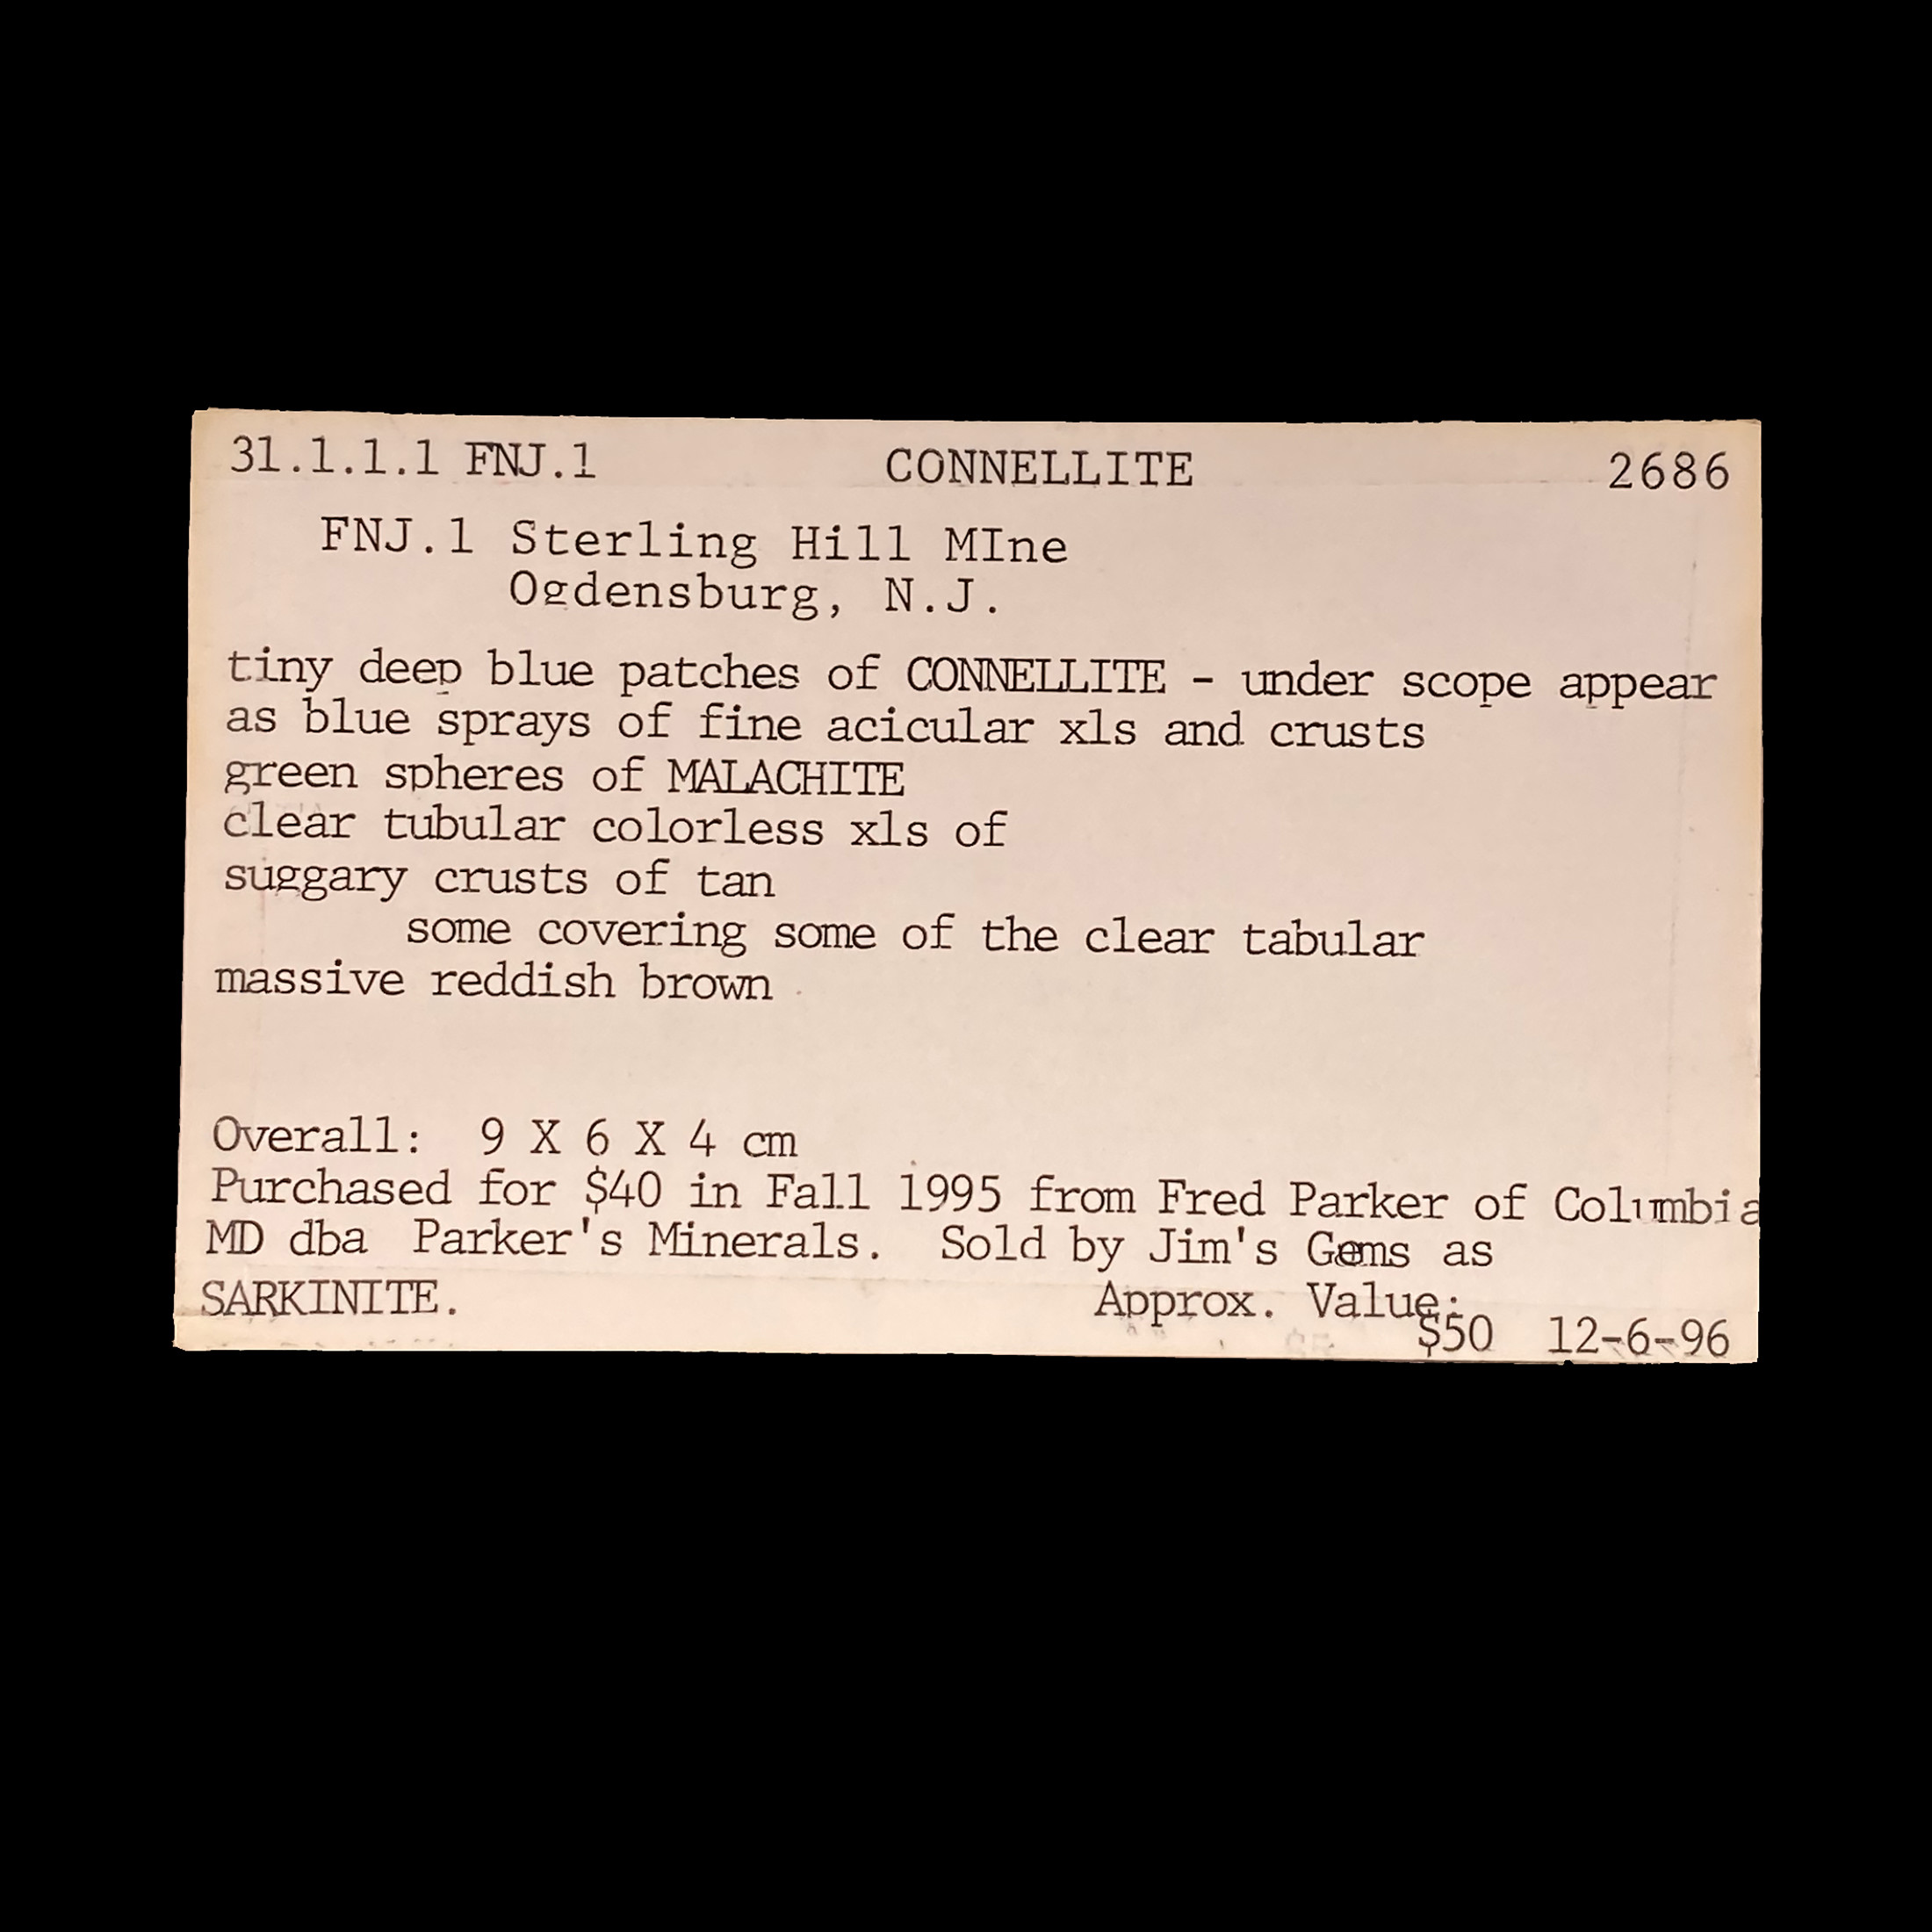 31.1.1.1 FNJ.1 CONNELLITE 2686
FNJ.1 Sterling Hill MIne
Ogdensburg, N.J.
tiny deep blue patches of CONNELLITE - under scope appear
as blue sprays of fine acicular xls and crusts
green spheres of MALACHITE
clear tubular colorless xls of
suggary crusts of tan
some covering some of the clear tabular
massive reddish brown
Overall: 9 X 6 X 4 cm
Purchased for $40 in Fall 1995 from Fred Parker of Columbia
MD dba Parker's Minerals. Sold by Jim's Gems as
SARKINITE. Approx. Value:
$50 12-6-96